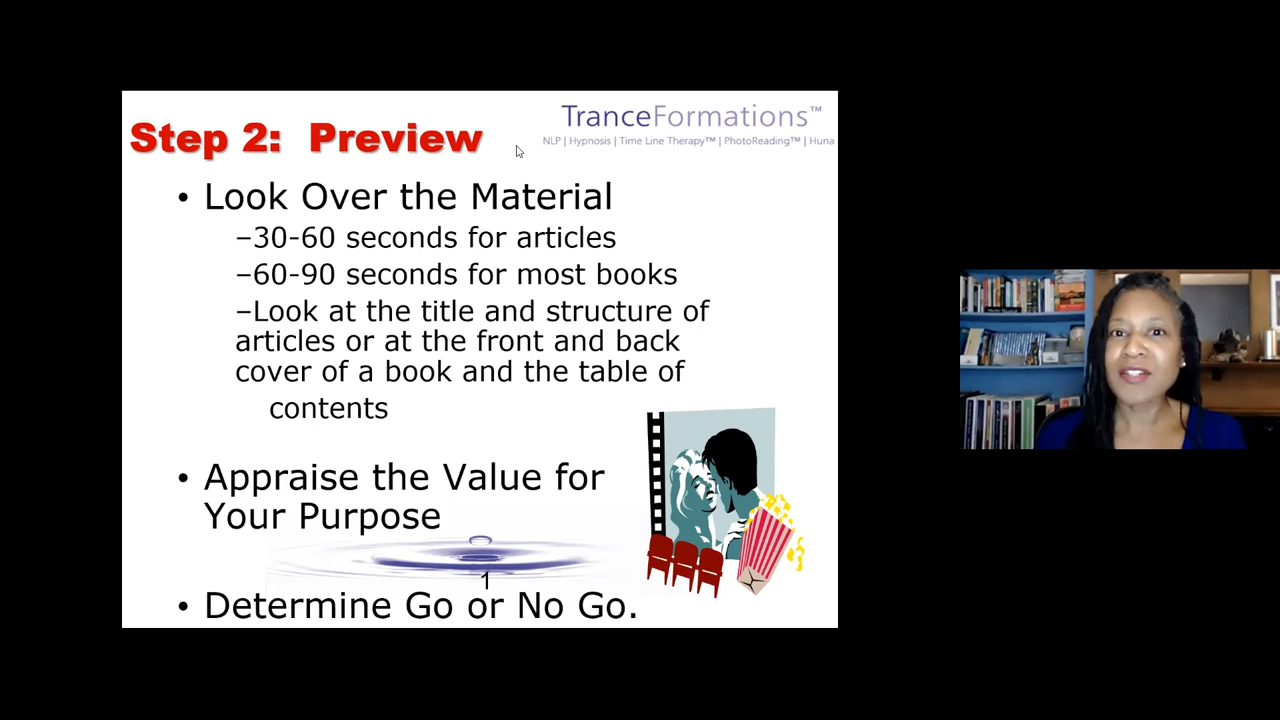 TranceFormations™
NLP | Hypnosis | Time Line Therapy™ | PhotoReading™ | Huna
Step 2: Preview
• Look Over the Material
–30-60 seconds for articles
–60-90 seconds for most books
–Look at the title and structure of
articles or at the front and back
cover of a book and the table of
contents
• Appraise the Value for
Your Purpose
1
• Determine Go or No Go.